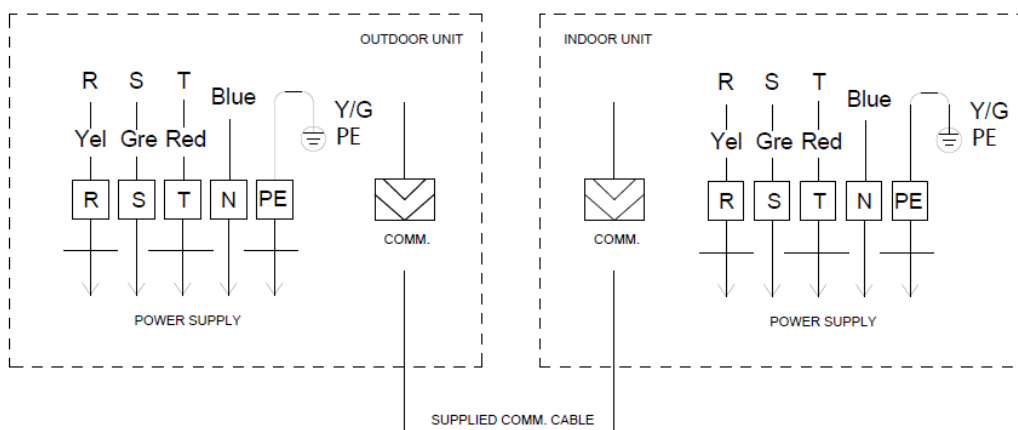 OUTDOOR UNIT
R S T
Blue
Y/G
Yel Gre Red
PE
R S T N PE
COMM.
POWER SUPPLY
INDOOR UNIT
R S T
Blue
Y/G
Yel Gre Red
PE
R S T N PE
COMM.
POWER SUPPLY
SUPPLIED COMM. CABLE